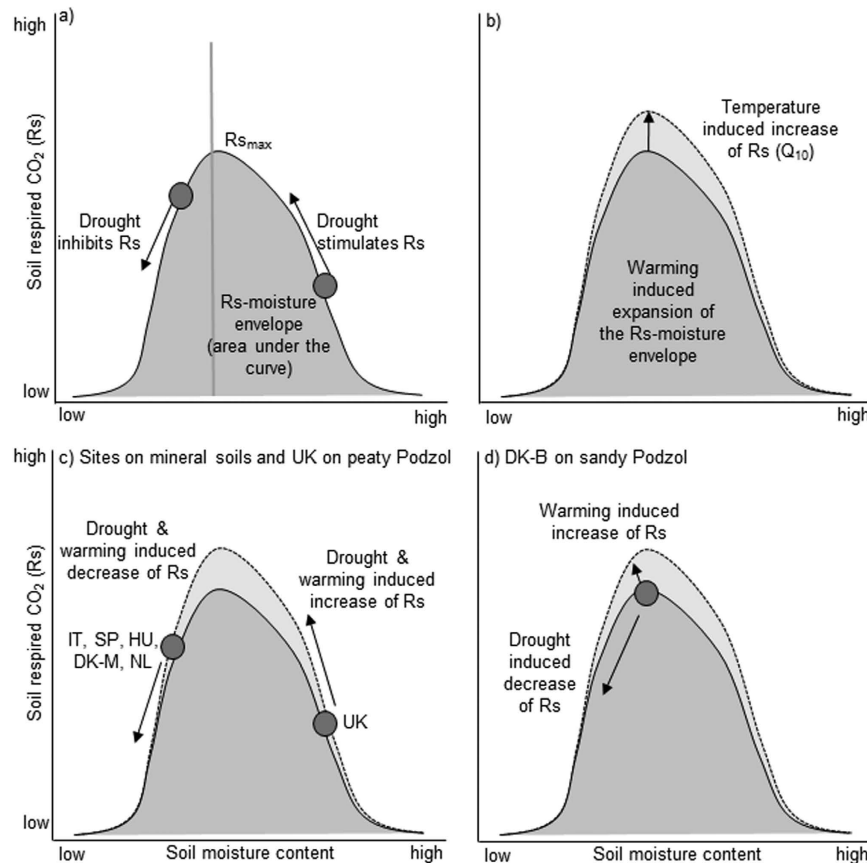 a)
high
Soil respired CO₂ (Rs)
low
low
high
Rsmax
Drought
inhibits Rs
Drought
stimulates Rs
Rs-moisture
envelope
(area under the
curve)
b)
Temperature
induced increase
of Rs (Q₁₀)
Warming
induced
expansion of
the Rs-moisture
envelope
low
high
c) Sites on mineral soils and UK on peaty Podzol
high
Soil respired CO₂ (Rs)
low
Drought &
warming induced
decrease of Rs
Drought &
warming induced
increase of Rs
IT, SP, HU,
DK-M, NL
UK
low
Soil moisture content
high
d) DK-B on sandy Podzol
Warming induced
increase of Rs
Drought
induced
decrease of
Rs
low
Soil moisture content
high